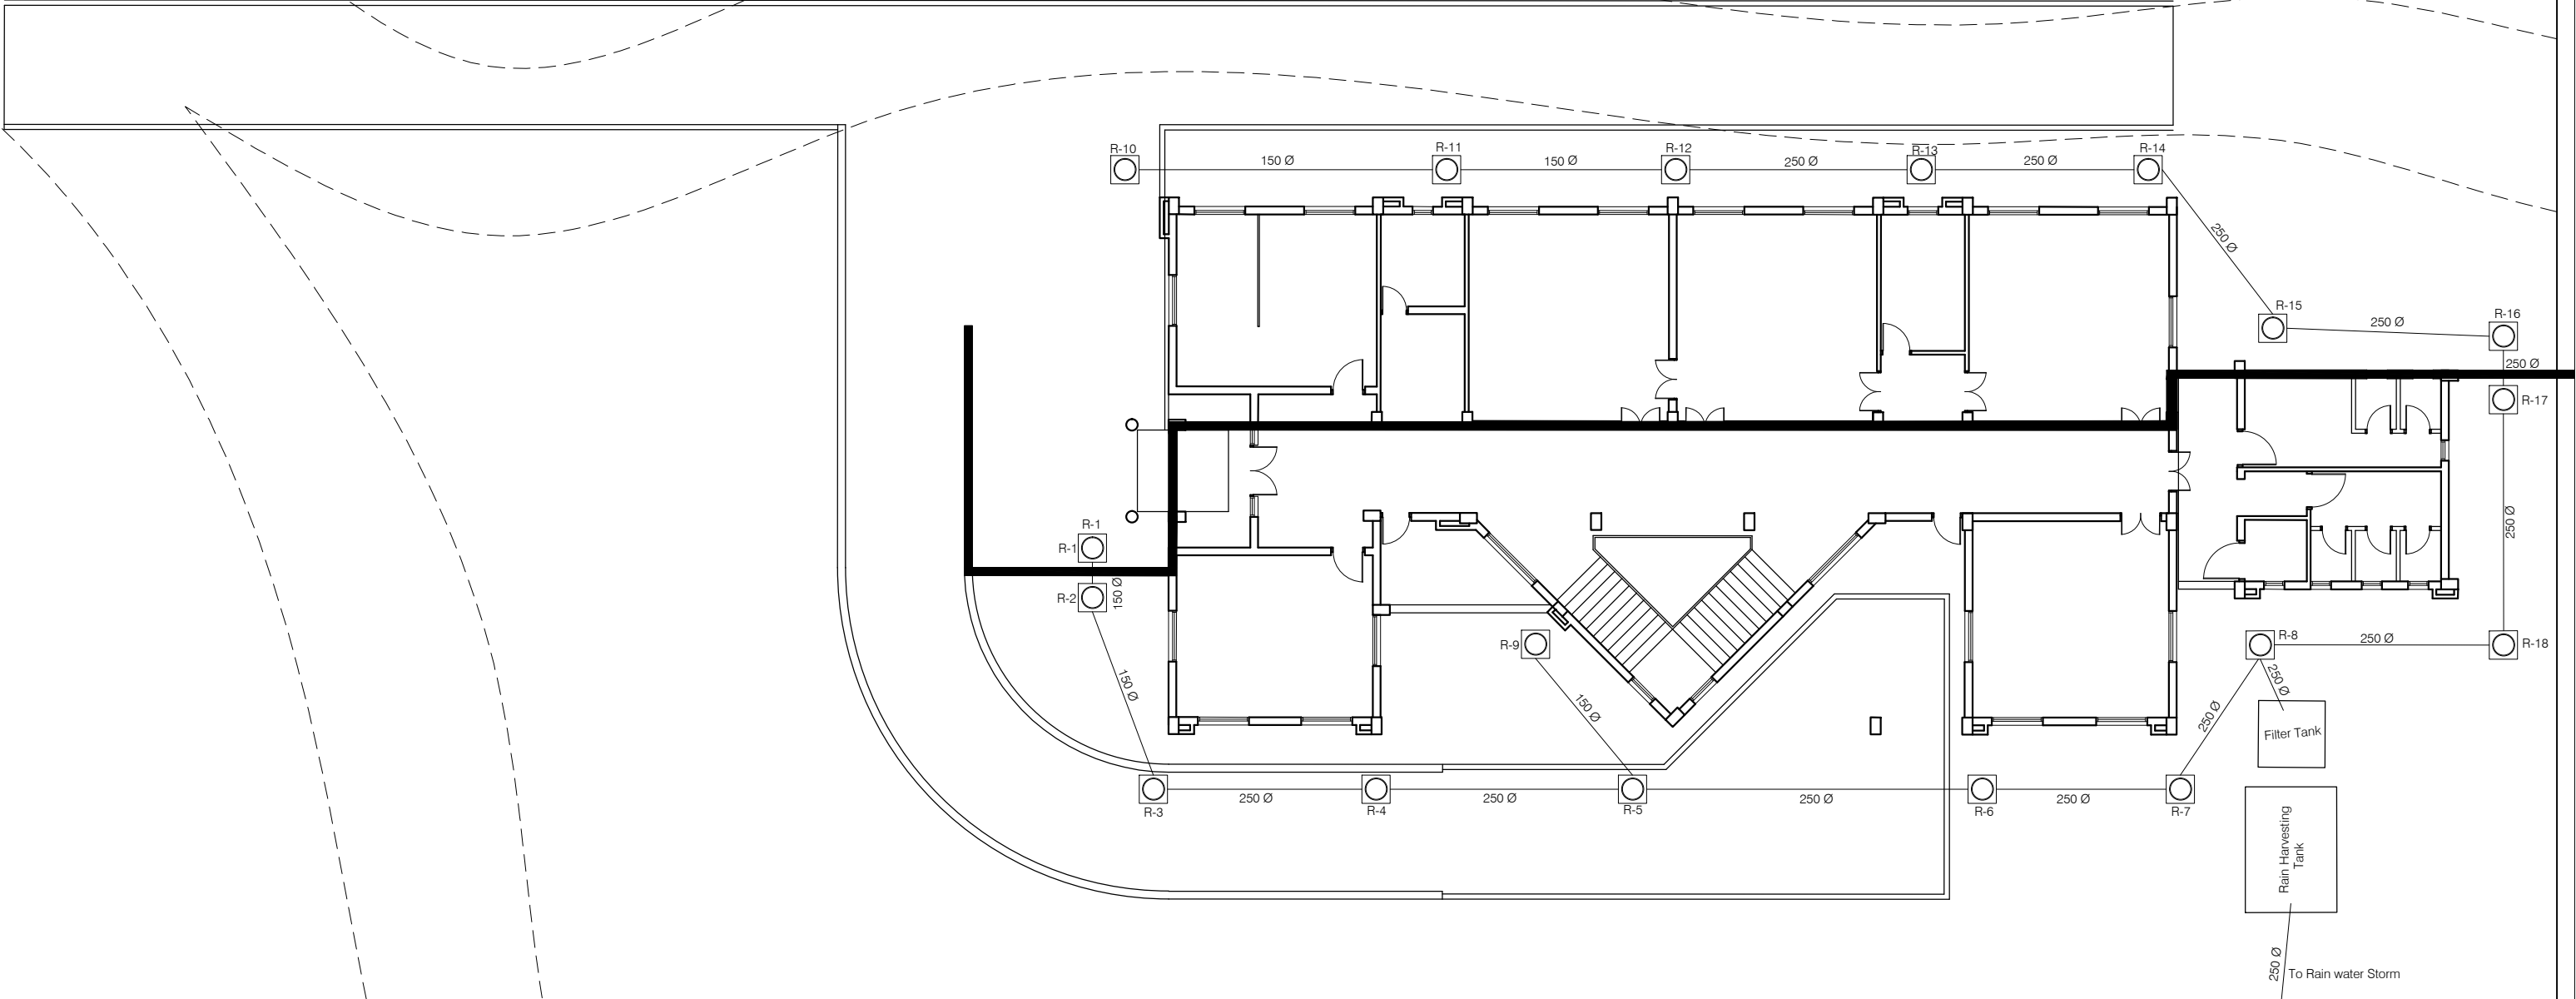 R-10
150 Ø
R-11
150 Ø
R-12
250 Ø
R-13
250 Ø
R-14
250 Ø
R-15
250 Ø
R-16
250 Ø
R-17
250 Ø
R-1
R-1
R-2
150 Ø
R-9
R-8
250 Ø
R-18
150 Ø
150 Ø
250 Ø
250 Ø
Filter Tank
R-3
250 Ø
R-4
250 Ø
R-5
250 Ø
R-6
250 Ø
R-7
Rain Harvesting
Tank
250 Ø
To Rain water Storm